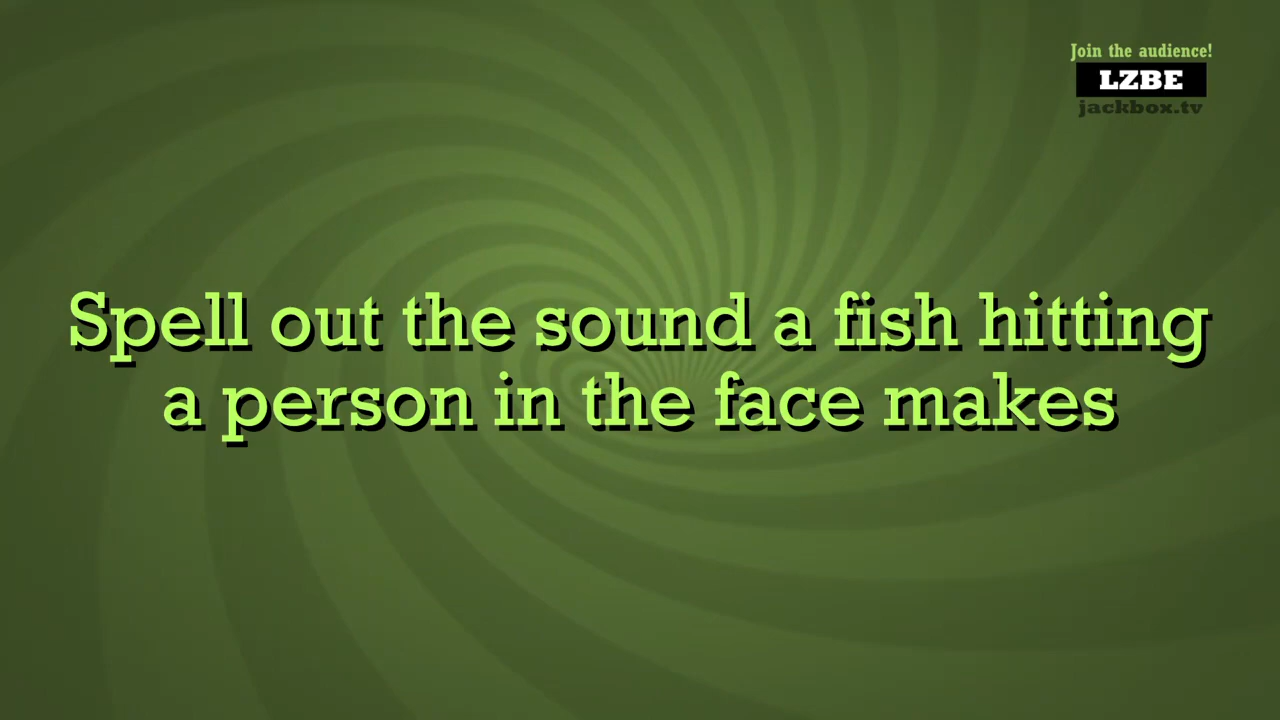 Join the audience!
LZBE
jackbox.tv
Spell out the sound a fish hitting
a person in the face makes